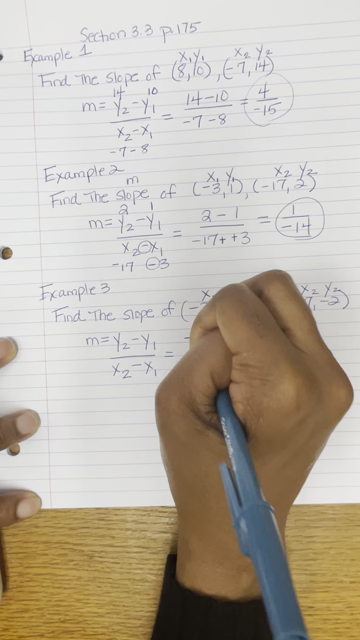 Section 3.3 p.175
Example 1
x₁ y₁ x₂ y₂
Find the slope of (8,10), (-7,14)
14 10
m = y₂-y₁ / x₂-x₁ = 14-10 / -7-8 = 4 / -15
-7-8
Example 2
m
x₁ y₁ x₂ y₂
Find the slope of (-3,1), (-17,2)
2 1
m = y₂-y₁ / x₂-x₁ = 2-1 / -17++3 = 1 / -14
-17 -3
Example 3
x₂ y₂
Find the slope of (- 7,-2)
m = y₂-y₁ / x₂-x₁ =